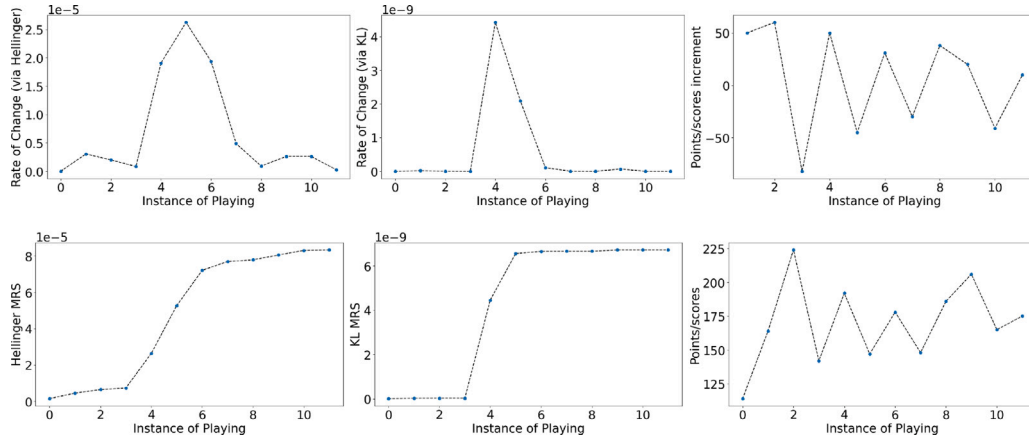 1e−5
Rate of Change (via Hellinger)
2.5
2.0
1.5
1.0
0.5
0.0
0 2 4 6 8 10
Instance of Playing
1e−9
Rate of Change (via KL)
4
3
2
1
0
0 2 4 6 8 10
Instance of Playing
Points/scores increment
50
0
−50
2 4 6 8 10
Instance of Playing
1e−5
Hellinger MRS
8
6
4
2
0
0 2 4 6 8 10
Instance of Playing
1e−9
KL MRS
6
4
2
0
0 2 4 6 8 10
Instance of Playing
Points/scores
225
200
175
150
125
0 2 4 6 8 10
Instance of Playing